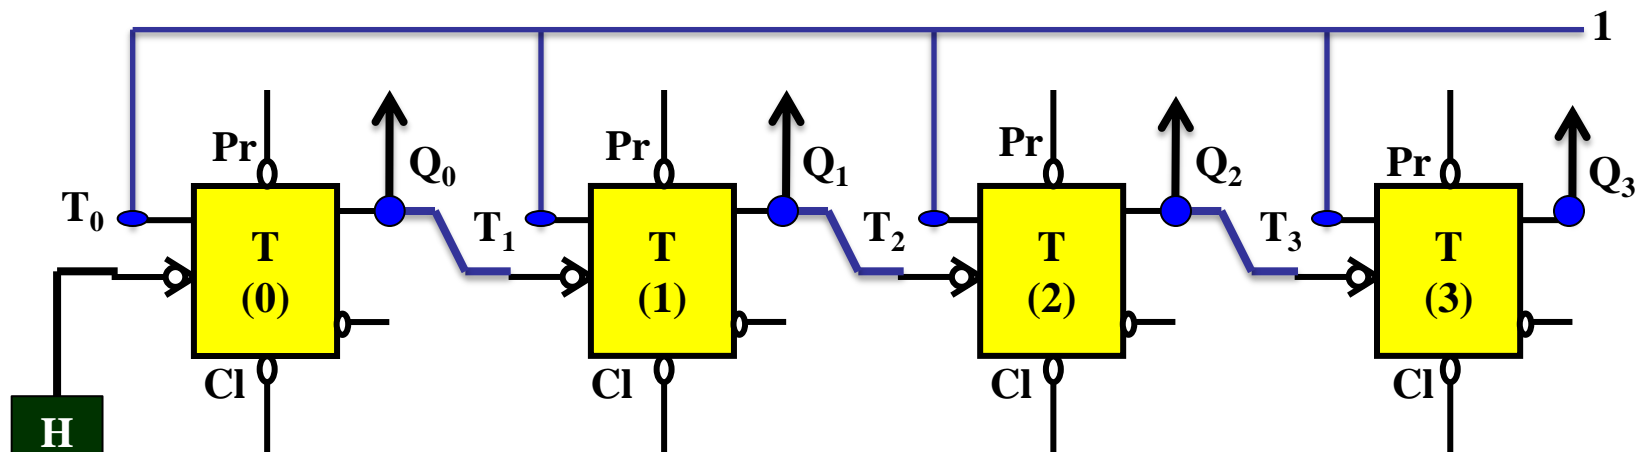 1
Pr Q₀ Pr Q₁ Pr Q₂ Pr Q₃
T₀ T₁ T₂ T₃
T T T T
(0) (1) (2) (3)
Cl Cl Cl Cl
H